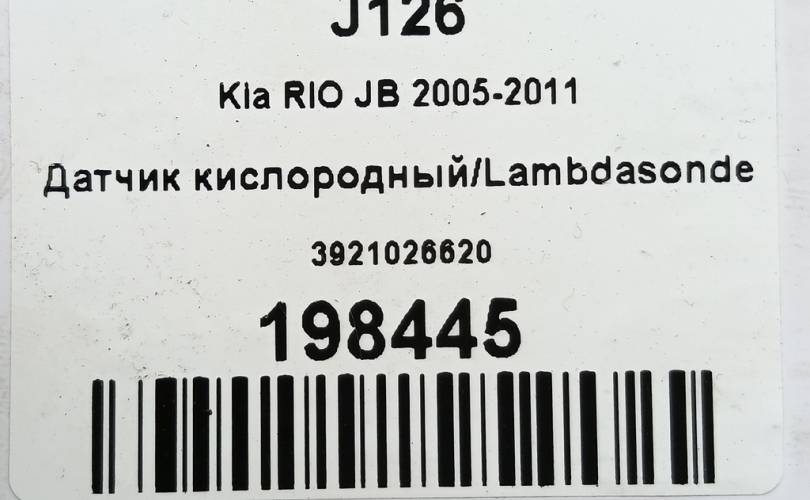 J126
Kia RIO JB 2005-2011
Датчик кислородный/Lambdasonde
3921026620
198445